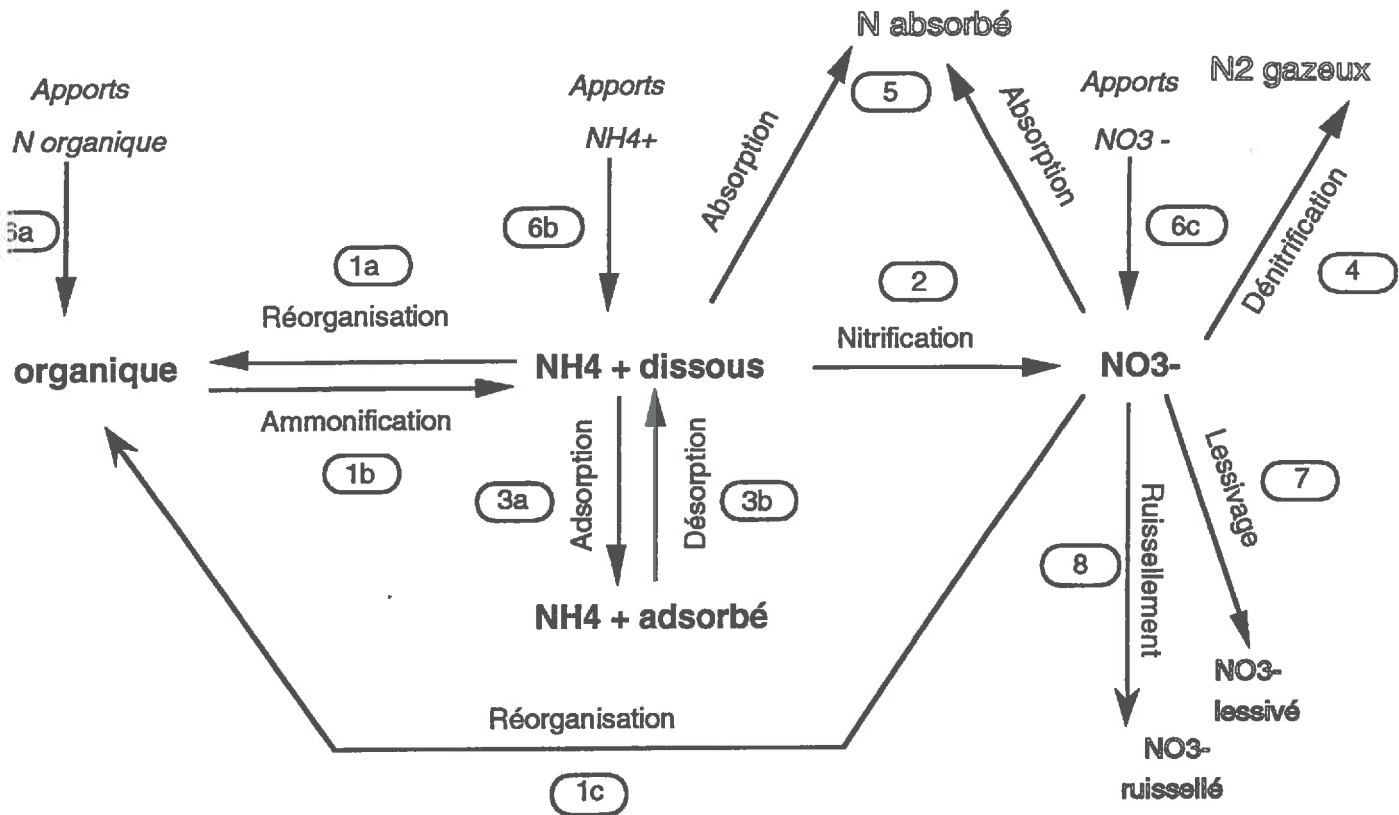 N absorbé
N2 gazeux
Apports
N organique
Apports
NH4+
5
Apports
NO3 -
Absorption
Absorption
6a
6b
6c
Dénitrification
4
1a
Réorganisation
2
Nitrification
organique
NH4 + dissous
NO3-
Ammonification
1b
3a
Adsorption
Désorption
3b
Lessivage
7
8
Ruissellement
NH4 + adsorbé
NO3-
lessivé
Réorganisation
NO3-
ruissellé
1c